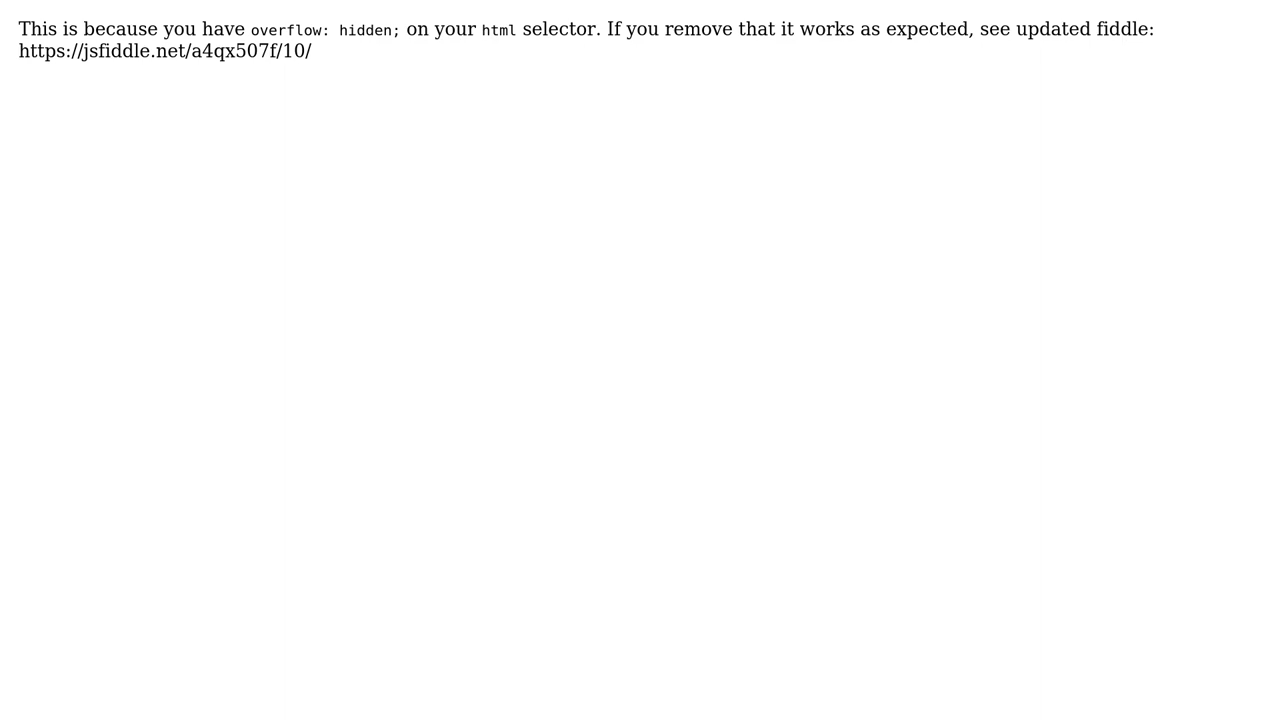 This is because you have overflow: hidden; on your html selector. If you remove that it works as expected, see updated fiddle:
https://jsfiddle.net/a4qx507f/10/